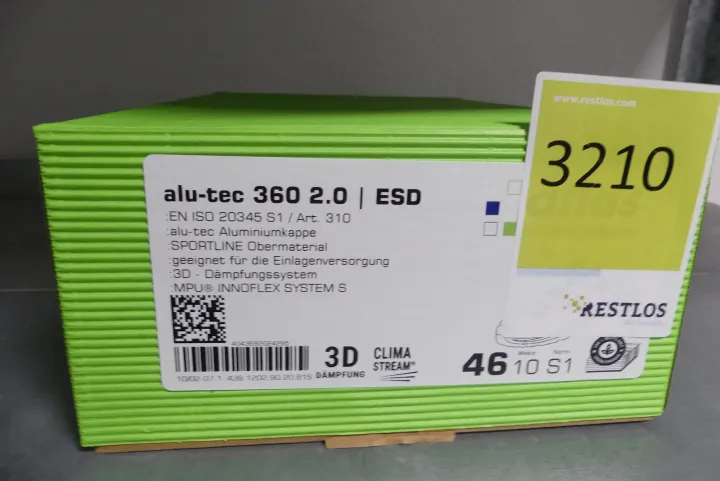 www.restlos.com
3210
RESTLOS
alu-tec 360 2.0 | ESD
:EN ISO 20345 S1 / Art. 310
:alu-tec Aluminiumkappe
:SPORTLINE Obermaterial
:geeignet für die Einlagenversorgung
:3D - Dämpfungssystem
:MPU® INNOFLEX SYSTEM S
3D
DÄMPFUNG
CLIMA
STREAM®
46 10 S1